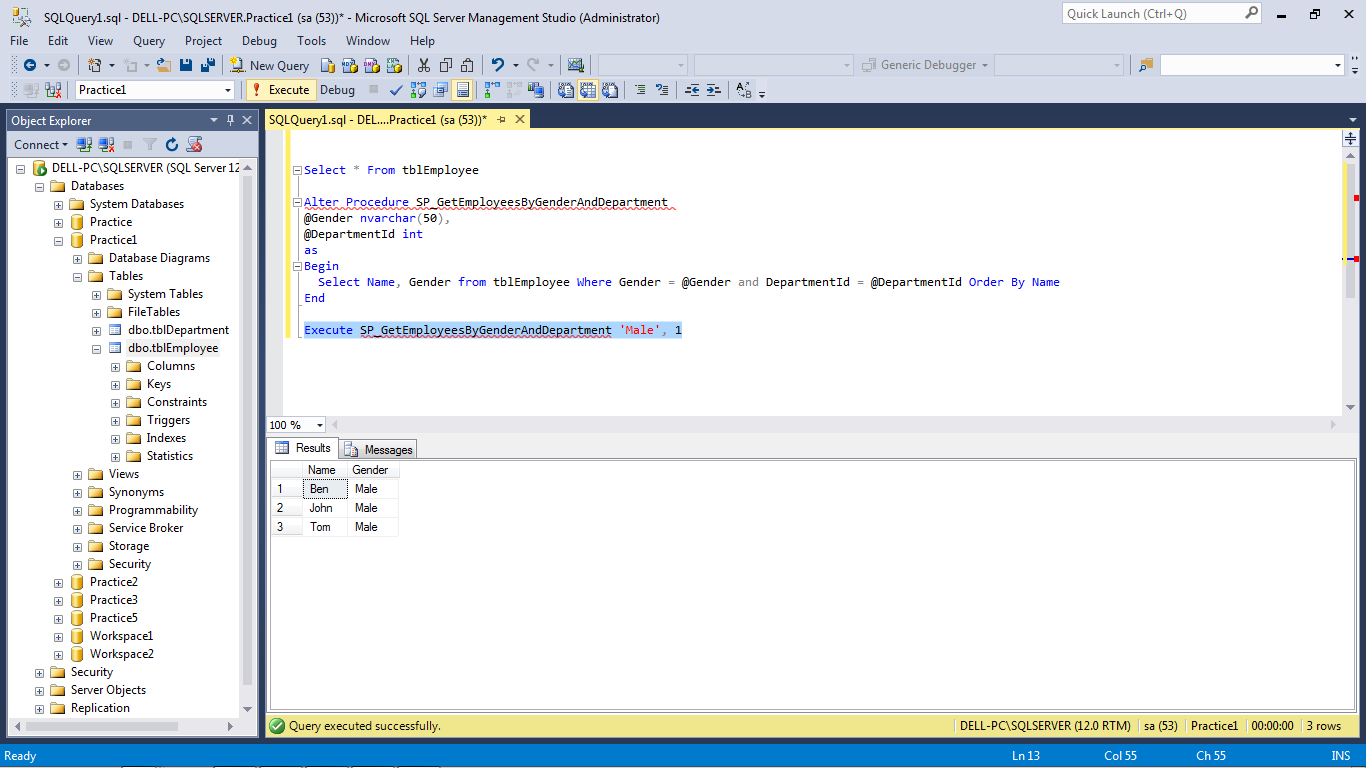 SQLQuery1.sql - DELL-PC\SQLSERVER.Practice1 (sa (53))* - Microsoft SQL Server Management Studio (Administrator)
Quick Launch (Ctrl+Q)
File Edit View Query Project Debug Tools Window Help
New Query
Generic Debugger
Practice1
Execute Debug
Object Explorer
Connect
DELL-PC\SQLSERVER (SQL Server 12
Databases
System Databases
Practice
Practice1
Database Diagrams
Tables
System Tables
FileTables
dbo.tblDepartment
dbo.tblEmployee
Columns
Keys
Constraints
Triggers
Indexes
Statistics
Views
Synonyms
Programmability
Service Broker
Storage
Security
Practice2
Practice3
Practice5
Workspace1
Workspace2
Security
Server Objects
Replication
SQLQuery1.sql - DEL....Practice1 (sa (53))*
Select * From tblEmployee
Alter Procedure SP_GetEmployeesByGenderAndDepartment
@Gender nvarchar(50),
@DepartmentId int
as
Begin
Select Name, Gender from tblEmployee Where Gender = @Gender and DepartmentId = @DepartmentId Order By Name
End
Execute SP_GetEmployeesByGenderAndDepartment 'Male', 1
100 %
Results Messages
Name Gender
1 Ben Male
2 John Male
3 Tom Male
Query executed successfully.
DELL-PC\SQLSERVER (12.0 RTM) sa (53) Practice1 00:00:00 3 rows
Ready
Ln 13 Col 55 Ch 55 INS